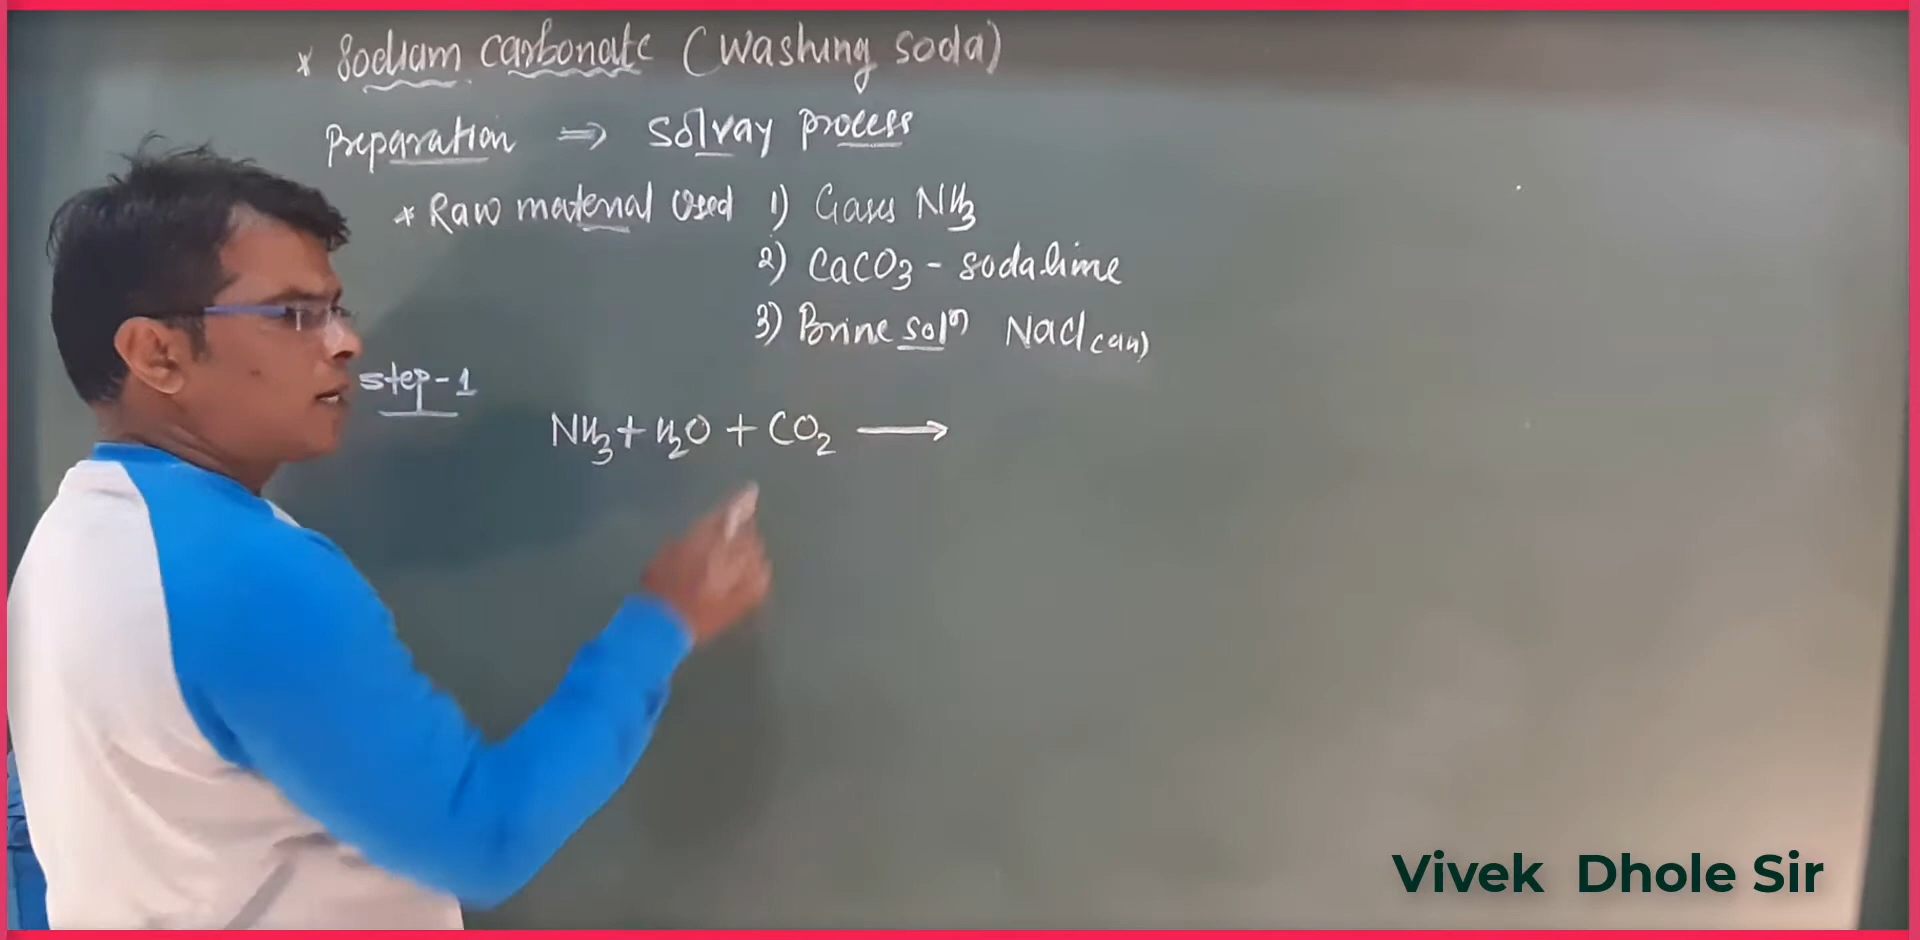 * Sodium carbonate (Washing soda)
Preparation ⇒ Solvay process
* Raw material Used 1) Gases NH3
2) CaCO3 - sodalime
3) Brine solⁿ NaCl (au)
step-1
NH3 + H2O + CO2 ⟶
Vivek Dhole Sir